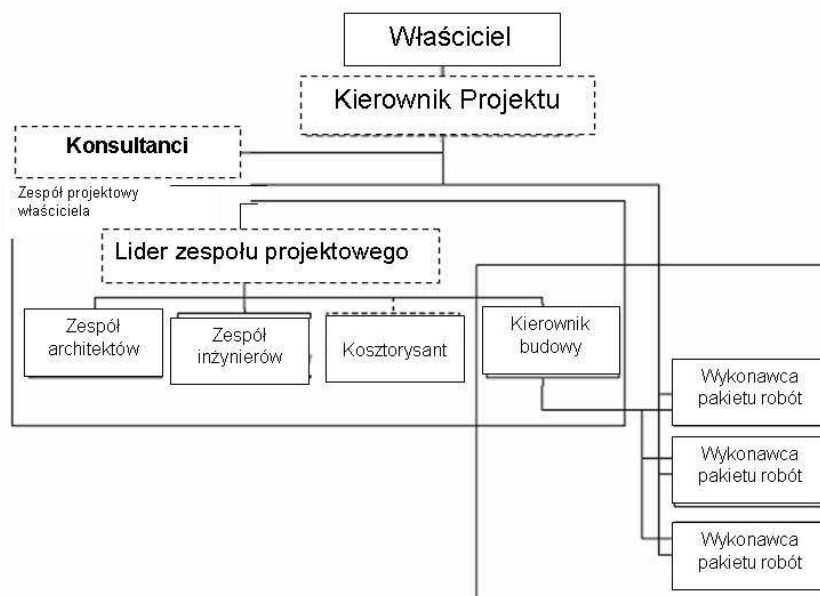 Właściciel
Kierownik Projektu
Konsultanci
Zespół projektowy
właściciela
Lider zespołu projektowego
Zespół
architektów
Zespół
inżynierów
Kosztorysant
Kierownik
budowy
Wykonawca
pakietu robót
Wykonawca
pakietu robót
Wykonawca
pakietu robót